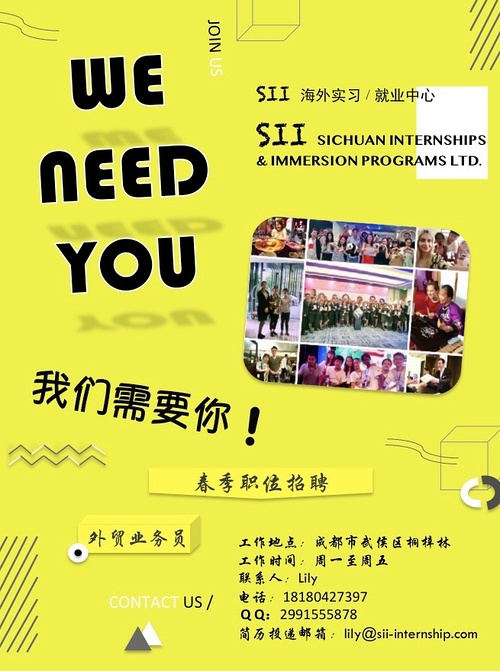 JOIN US
WE
NEED
YOU
SII 海外实习 / 就业中心
SII SICHUAN INTERNSHIPS
& IMMERSION PROGRAMS LTD.
我们需要你！
春季职位招聘
外贸业务员
工作地点：成都市武侯区桐梓林
工作时间：周一至周五
联系人：Lily
电话：18180427397
QQ：2991555878
简历投递邮箱：lily@sii-internship.com
CONTACT US /